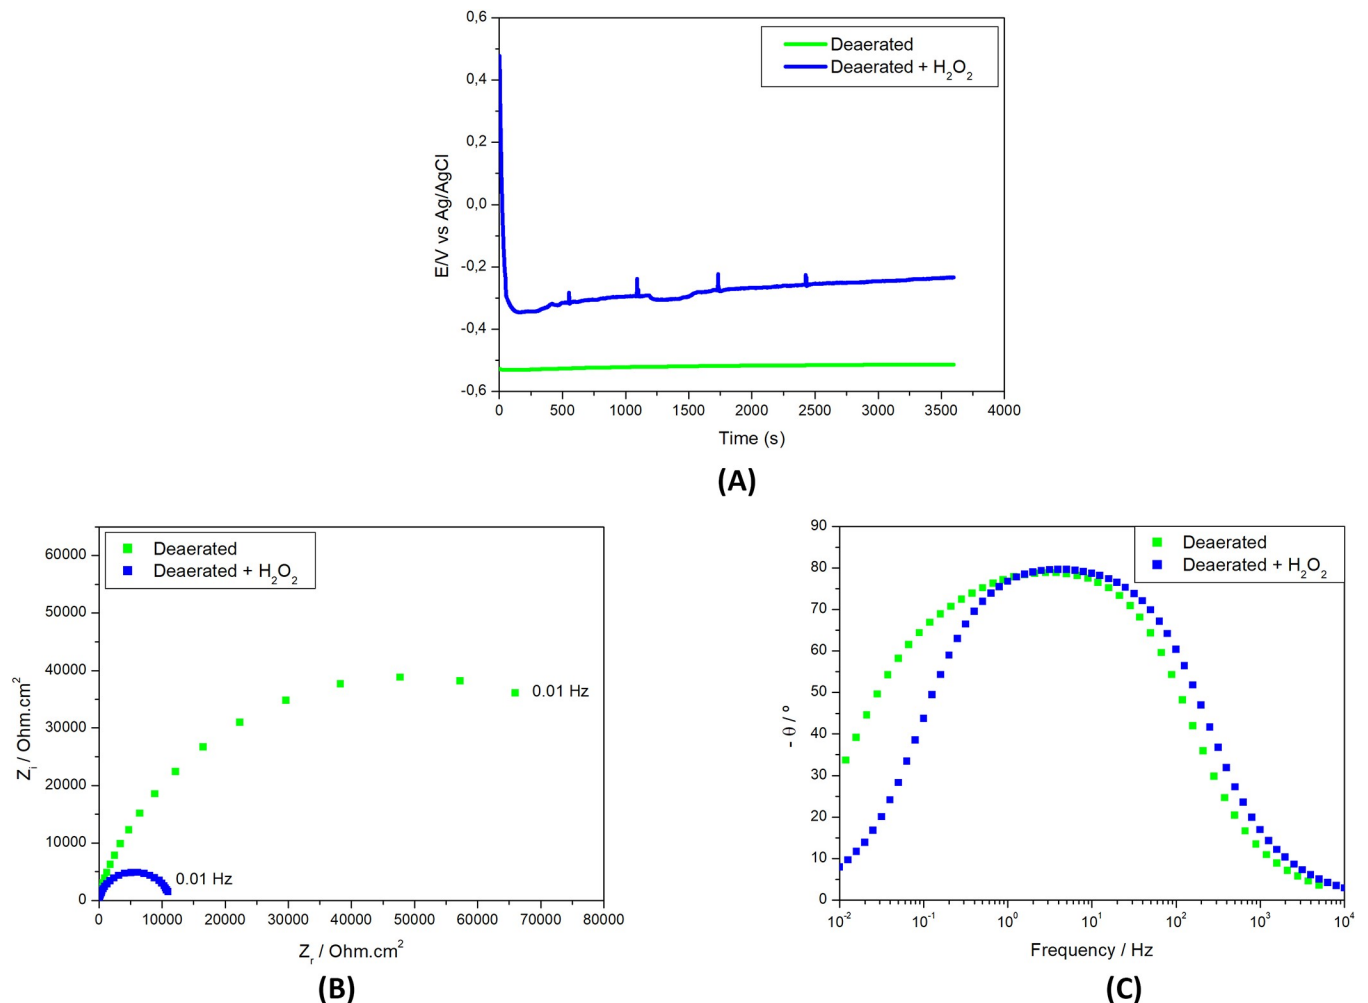 Deaerated
Deaerated + H₂O₂
0,6
0,4
0,2
0,0
-0,2
-0,4
-0,6
E/V vs Ag/AgCl
0 500 1000 1500 2000 2500 3000 3500 4000
Time (s)
(A)
Deaerated
Deaerated + H₂O₂
60000
50000
40000
30000
20000
10000
0
Zᵢ / Ohm.cm²
0.01 Hz
0.01 Hz
0 10000 20000 30000 40000 50000 60000 70000 80000
Zᵣ / Ohm.cm²
(B)
Deaerated
Deaerated + H₂O₂
90
80
70
60
50
40
30
20
10
0
- θ / º
10⁻² 10⁻¹ 10⁰ 10¹ 10² 10³ 10⁴
Frequency / Hz
(C)